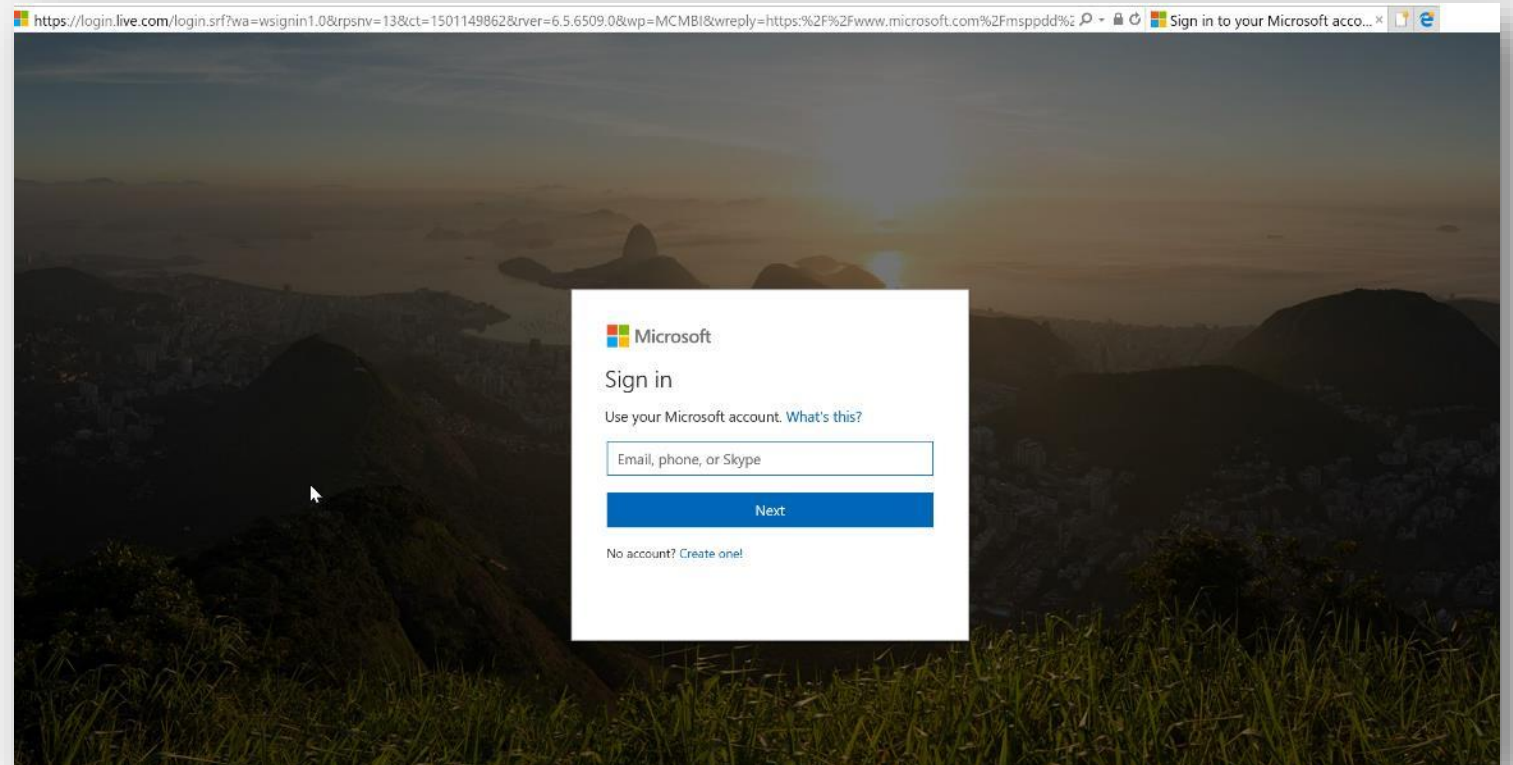 https://login.live.com/login.srf?wa=wsignin1.0&rpsnv=13&ct=1501149862&rver=6.5.6509.0&wp=MCMBI&wreply=https:%2F%2Fwww.microsoft.com%2Fmsppdd%2 Sign in to your Microsoft acco...
Microsoft
Sign in
Use your Microsoft account. What's this?
Email, phone, or Skype
Next
No account? Create one!